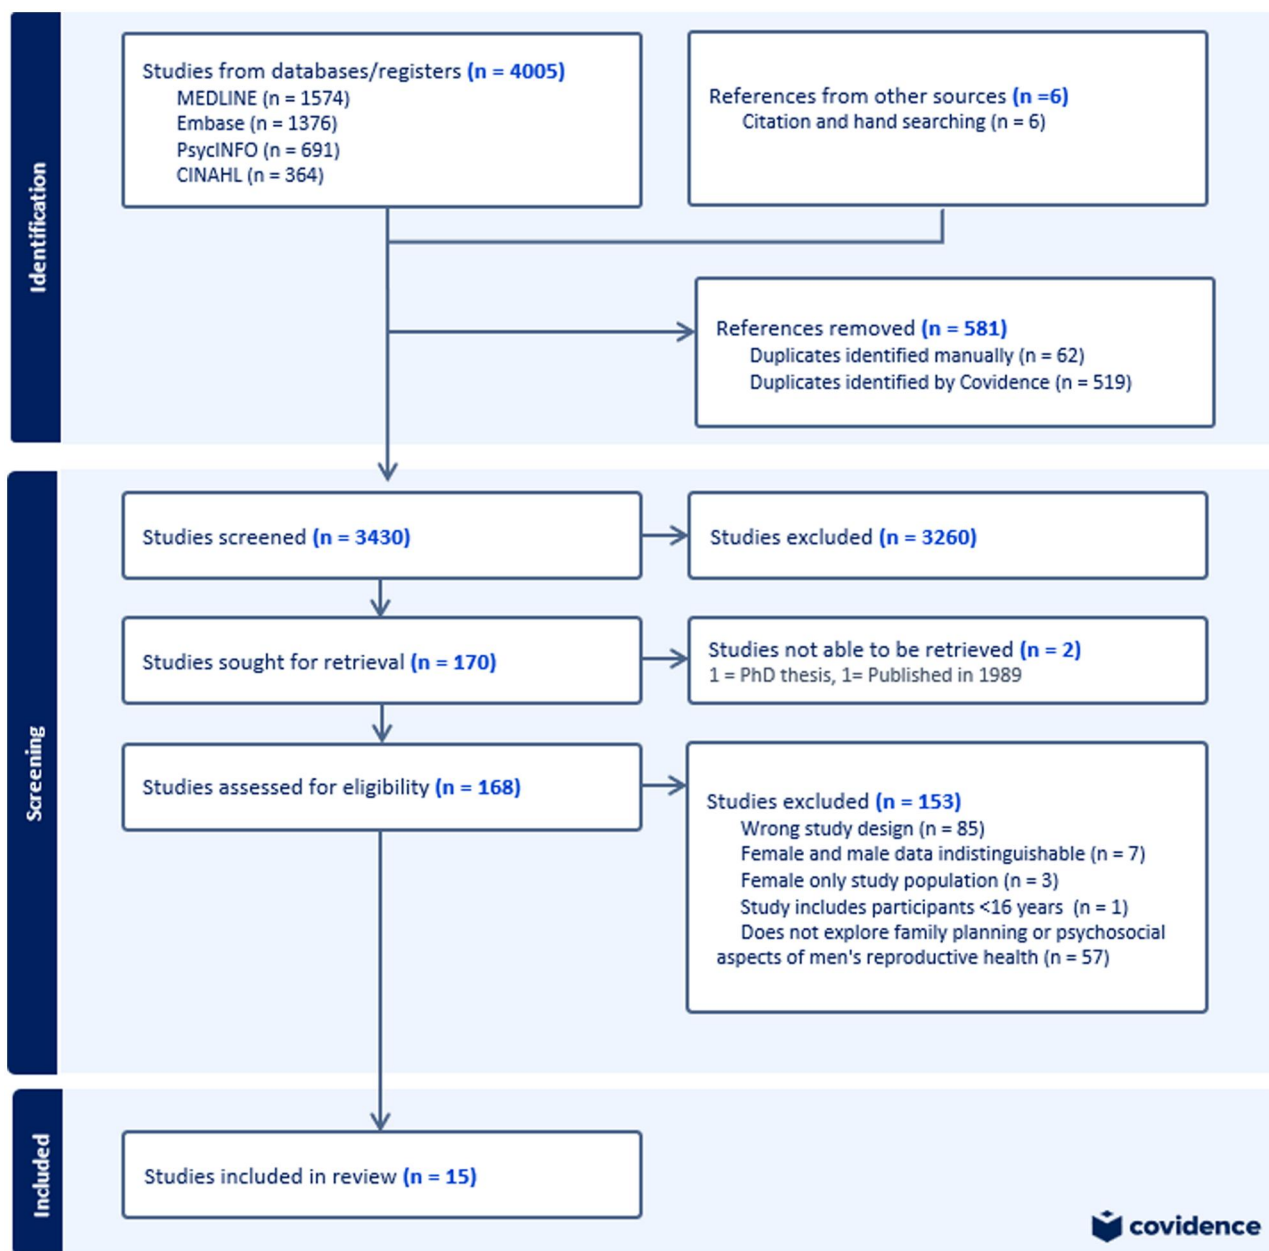 Identification
Studies from databases/registers (n = 4005)
MEDLINE (n = 1574)
Embase (n = 1376)
PsycINFO (n = 691)
CINAHL (n = 364)
References from other sources (n =6)
Citation and hand searching (n = 6)
References removed (n = 581)
Duplicates identified manually (n = 62)
Duplicates identified by Covidence (n = 519)
Screening
Studies screened (n = 3430)
Studies excluded (n = 3260)
Studies sought for retrieval (n = 170)
Studies not able to be retrieved (n = 2)
1 = PhD thesis, 1= Published in 1989
Studies assessed for eligibility (n = 168)
Studies excluded (n = 153)
Wrong study design (n = 85)
Female and male data indistinguishable (n = 7)
Female only study population (n = 3)
Study includes participants <16 years (n = 1)
Does not explore family planning or psychosocial
aspects of men's reproductive health (n = 57)
Included
Studies included in review (n = 15)
covidence